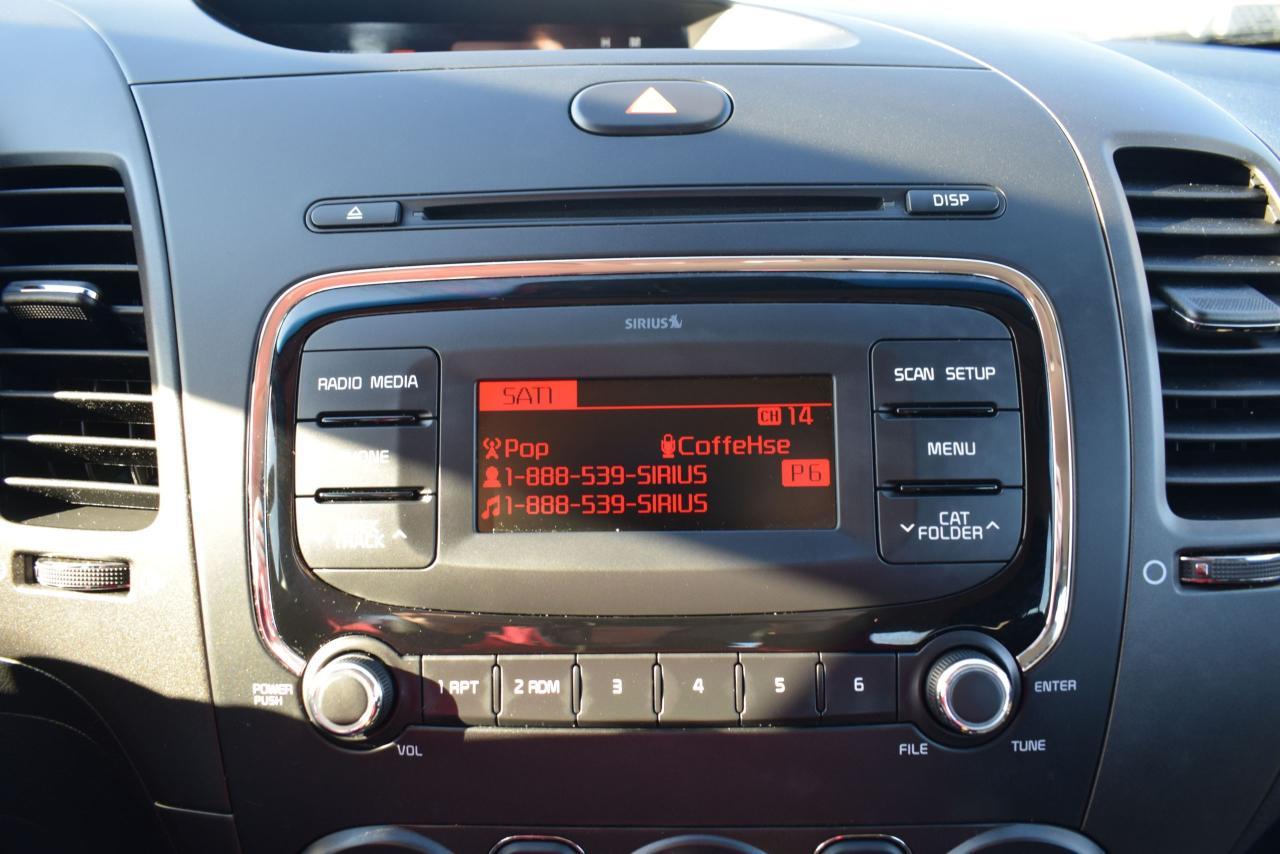 H M
DISP
SIRIUS
RADIO MEDIA
SCAN SETUP
SAT1
CH 14
Pop CoffeHse
1-888-539-SIRIUS P6
1-888-539-SIRIUS
MENU
TRACK
CAT
FOLDER
POWER
PUSH
1 RPT
2 RDM
3
4
5
6
ENTER
VOL
FILE
TUNE